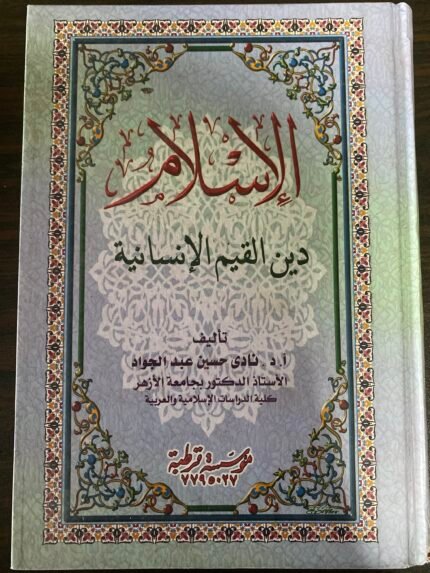 الإسلام
دين القيم الإنسانية
تأليف
أ.د. نادى حسين عبد الجواد
الأستاذ الدكتور بجامعة الأزهر
كلية الدراسات الإسلامية والعربية
مؤسسة قرطبة
٧٧٩٥٠٢٧